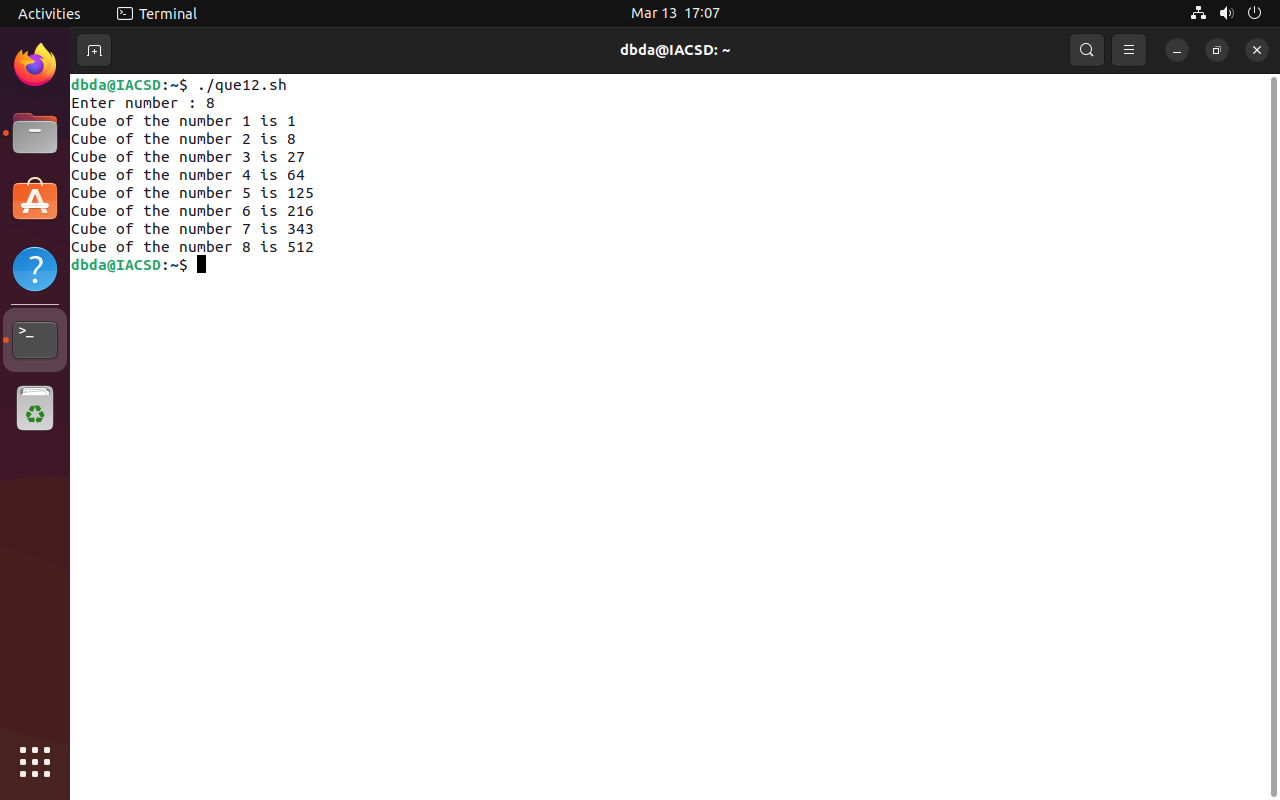 Activities Terminal Mar 13 17:07
dbda@IACSD: ~
dbda@IACSD:~$ ./que12.sh
Enter number : 8
Cube of the number 1 is 1
Cube of the number 2 is 8
Cube of the number 3 is 27
Cube of the number 4 is 64
Cube of the number 5 is 125
Cube of the number 6 is 216
Cube of the number 7 is 343
Cube of the number 8 is 512
dbda@IACSD:~$